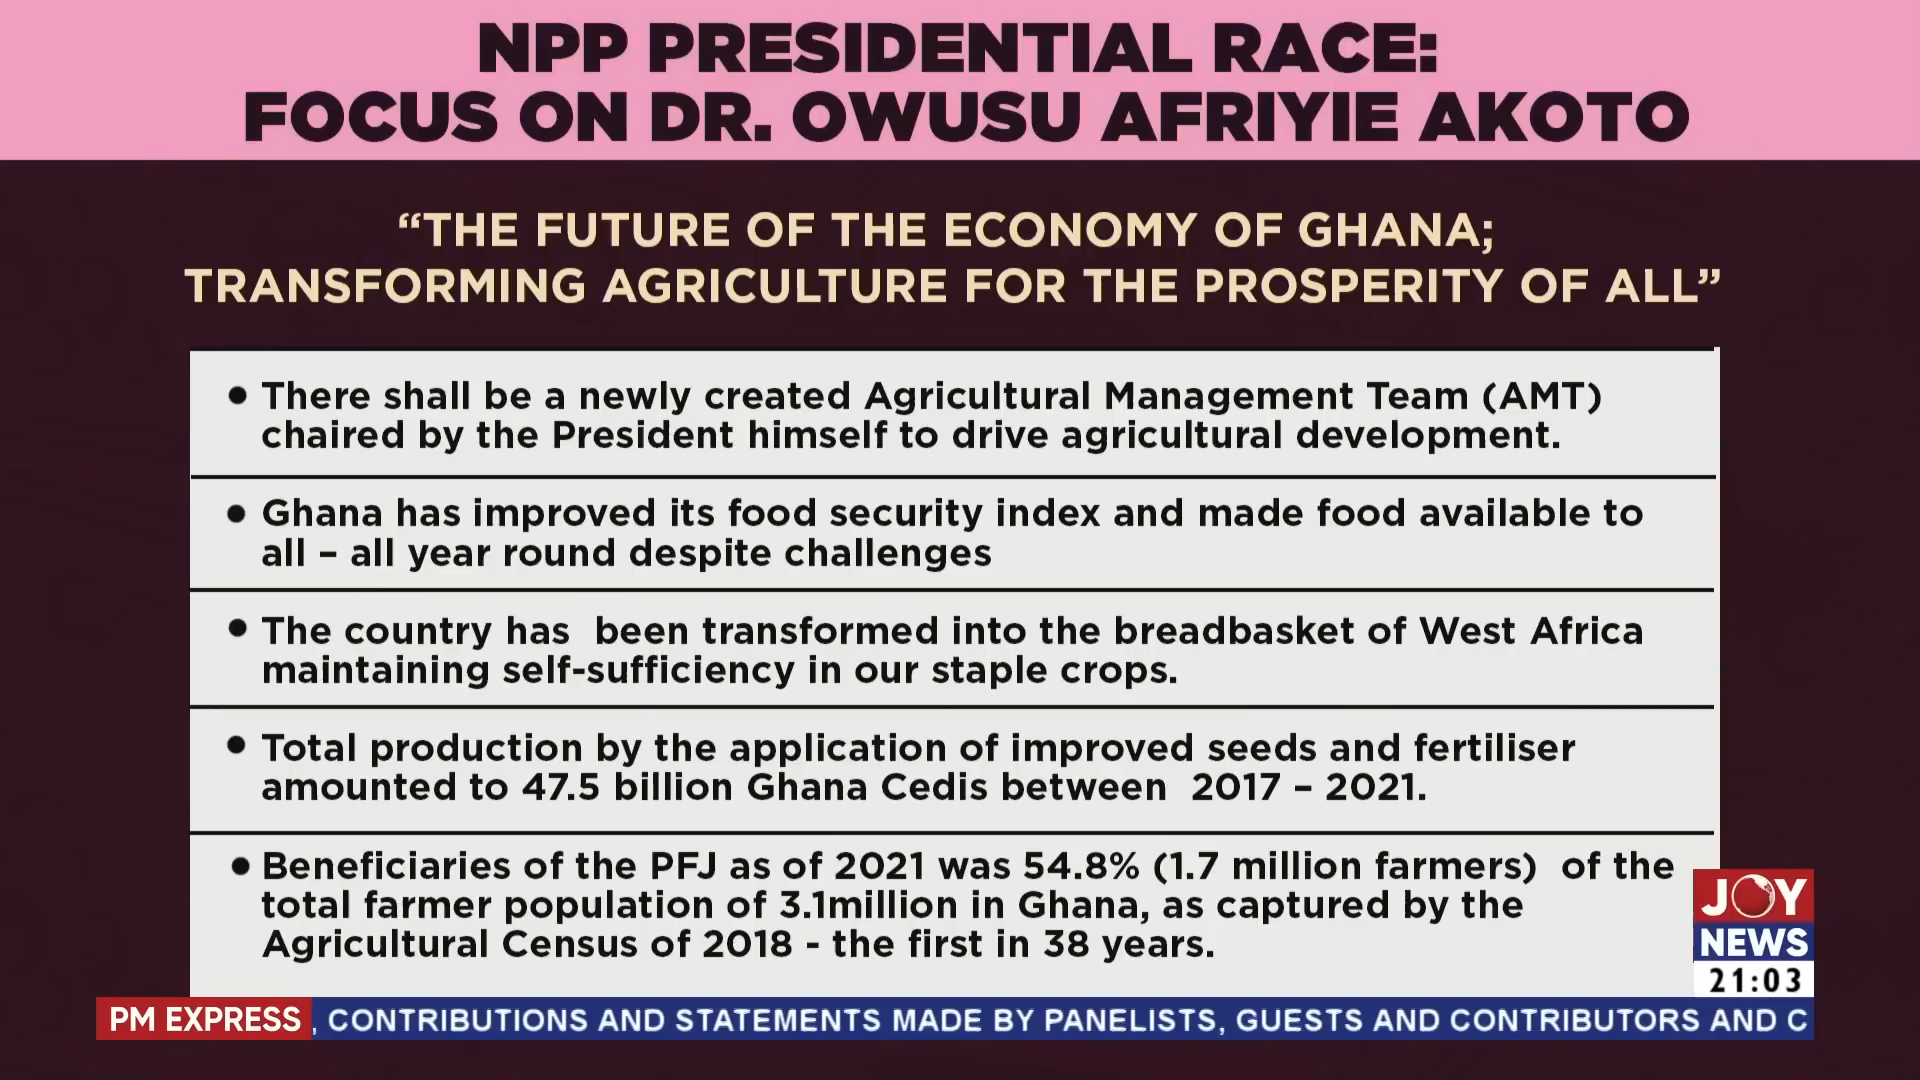 NPP PRESIDENTIAL RACE:
FOCUS ON DR. OWUSU AFRIYIE AKOTO
“THE FUTURE OF THE ECONOMY OF GHANA;
TRANSFORMING AGRICULTURE FOR THE PROSPERITY OF ALL”
• There shall be a newly created Agricultural Management Team (AMT)
chaired by the President himself to drive agricultural development.
• Ghana has improved its food security index and made food available to
all – all year round despite challenges
• The country has  been transformed into the breadbasket of West Africa
maintaining self-sufficiency in our staple crops.
• Total production by the application of improved seeds and fertiliser
amounted to 47.5 billion Ghana Cedis between  2017 – 2021.
• Beneficiaries of the PFJ as of 2021 was 54.8% (1.7 million farmers)  of the
total farmer population of 3.1million in Ghana, as captured by the
Agricultural Census of 2018 - the first in 38 years.
JOY
NEWS
21:03
PM EXPRESS , CONTRIBUTIONS AND STATEMENTS MADE BY PANELISTS, GUESTS AND CONTRIBUTORS AND C